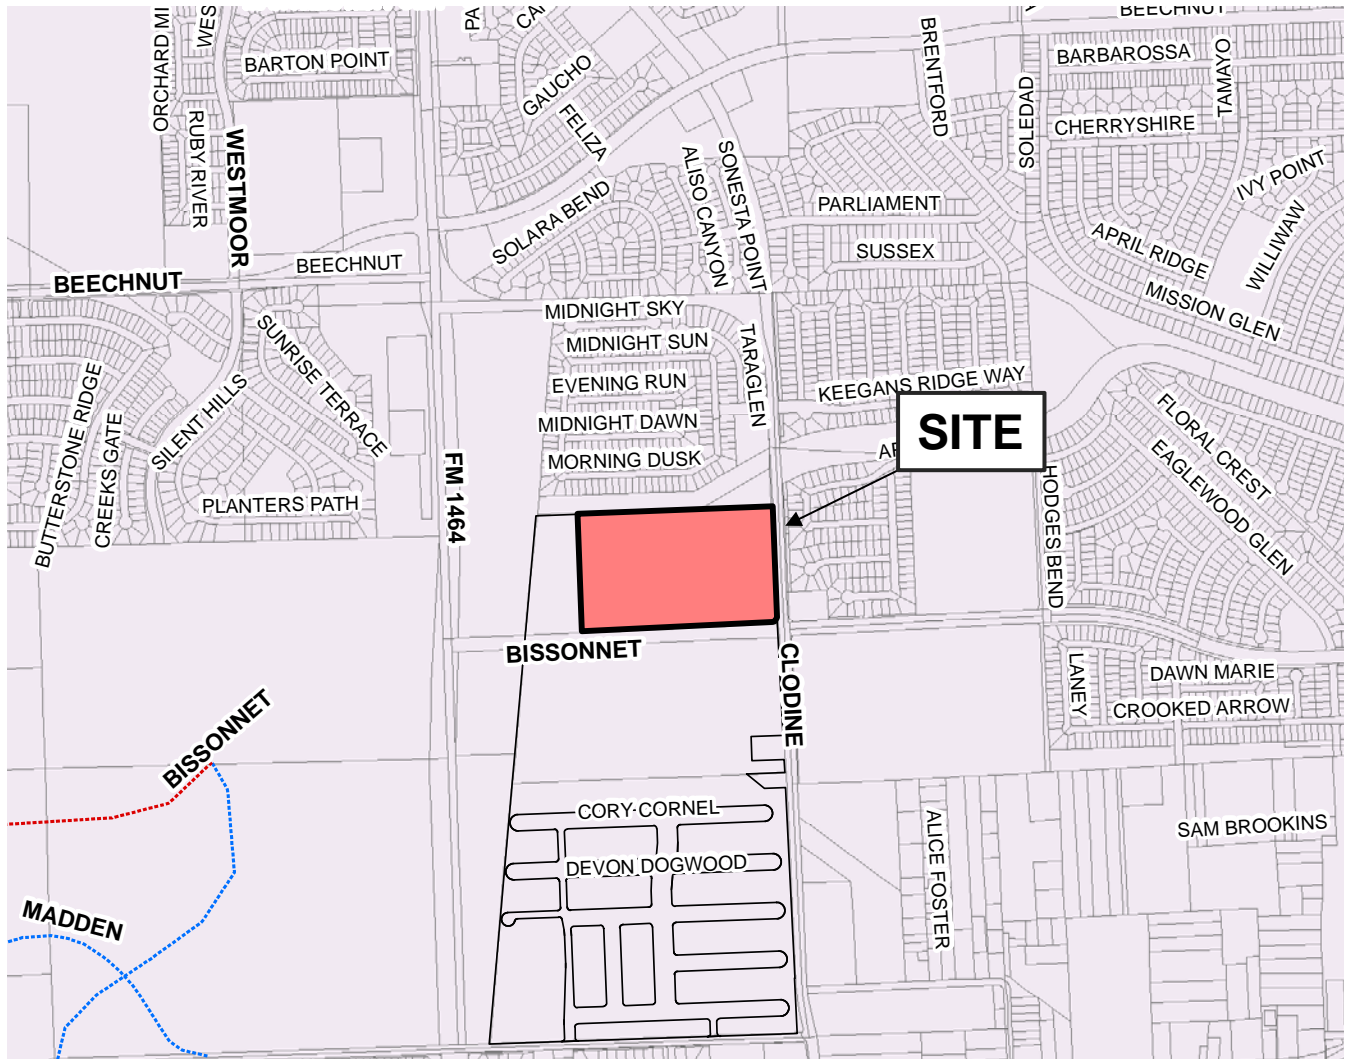 BEECHNUT
ORCHARD
BARTON POINT
GAUCHO
FELIZA
BRENTFORD
BARBAROSSA
TAMAYO
CHERRYSHIRE
SOLEDAD
RUBY RIVER
WESTMOOR
SONESTA POINT
ALISO CANYON
IVY POINT
WILLIWAW
SOLARA BEND
PARLIAMENT
SUSSEX
APRIL RIDGE
MISSION GLEN
BEECHNUT
BEECHNUT
MIDNIGHT SKY
MIDNIGHT SUN
TARAGLEN
EVENING RUN
MIDNIGHT DAWN
MORNING DUSK
KEEGANS RIDGE WAY
SUNRISE TERRACE
SILENT HILLS
BUTTERSTONE RIDGE
CREEKS GATE
PLANTERS PATH
FM 1464
SITE
HODGES BEND
FLORAL CREST
EAGLEWOOD GLEN
BISSONNET
CLODINE
LANEY
DAWN MARIE
CROOKED ARROW
BISSONNET
CORY CORNEL
DEVON DOGWOOD
ALICE FOSTER
SAM BROOKINS
MADDEN